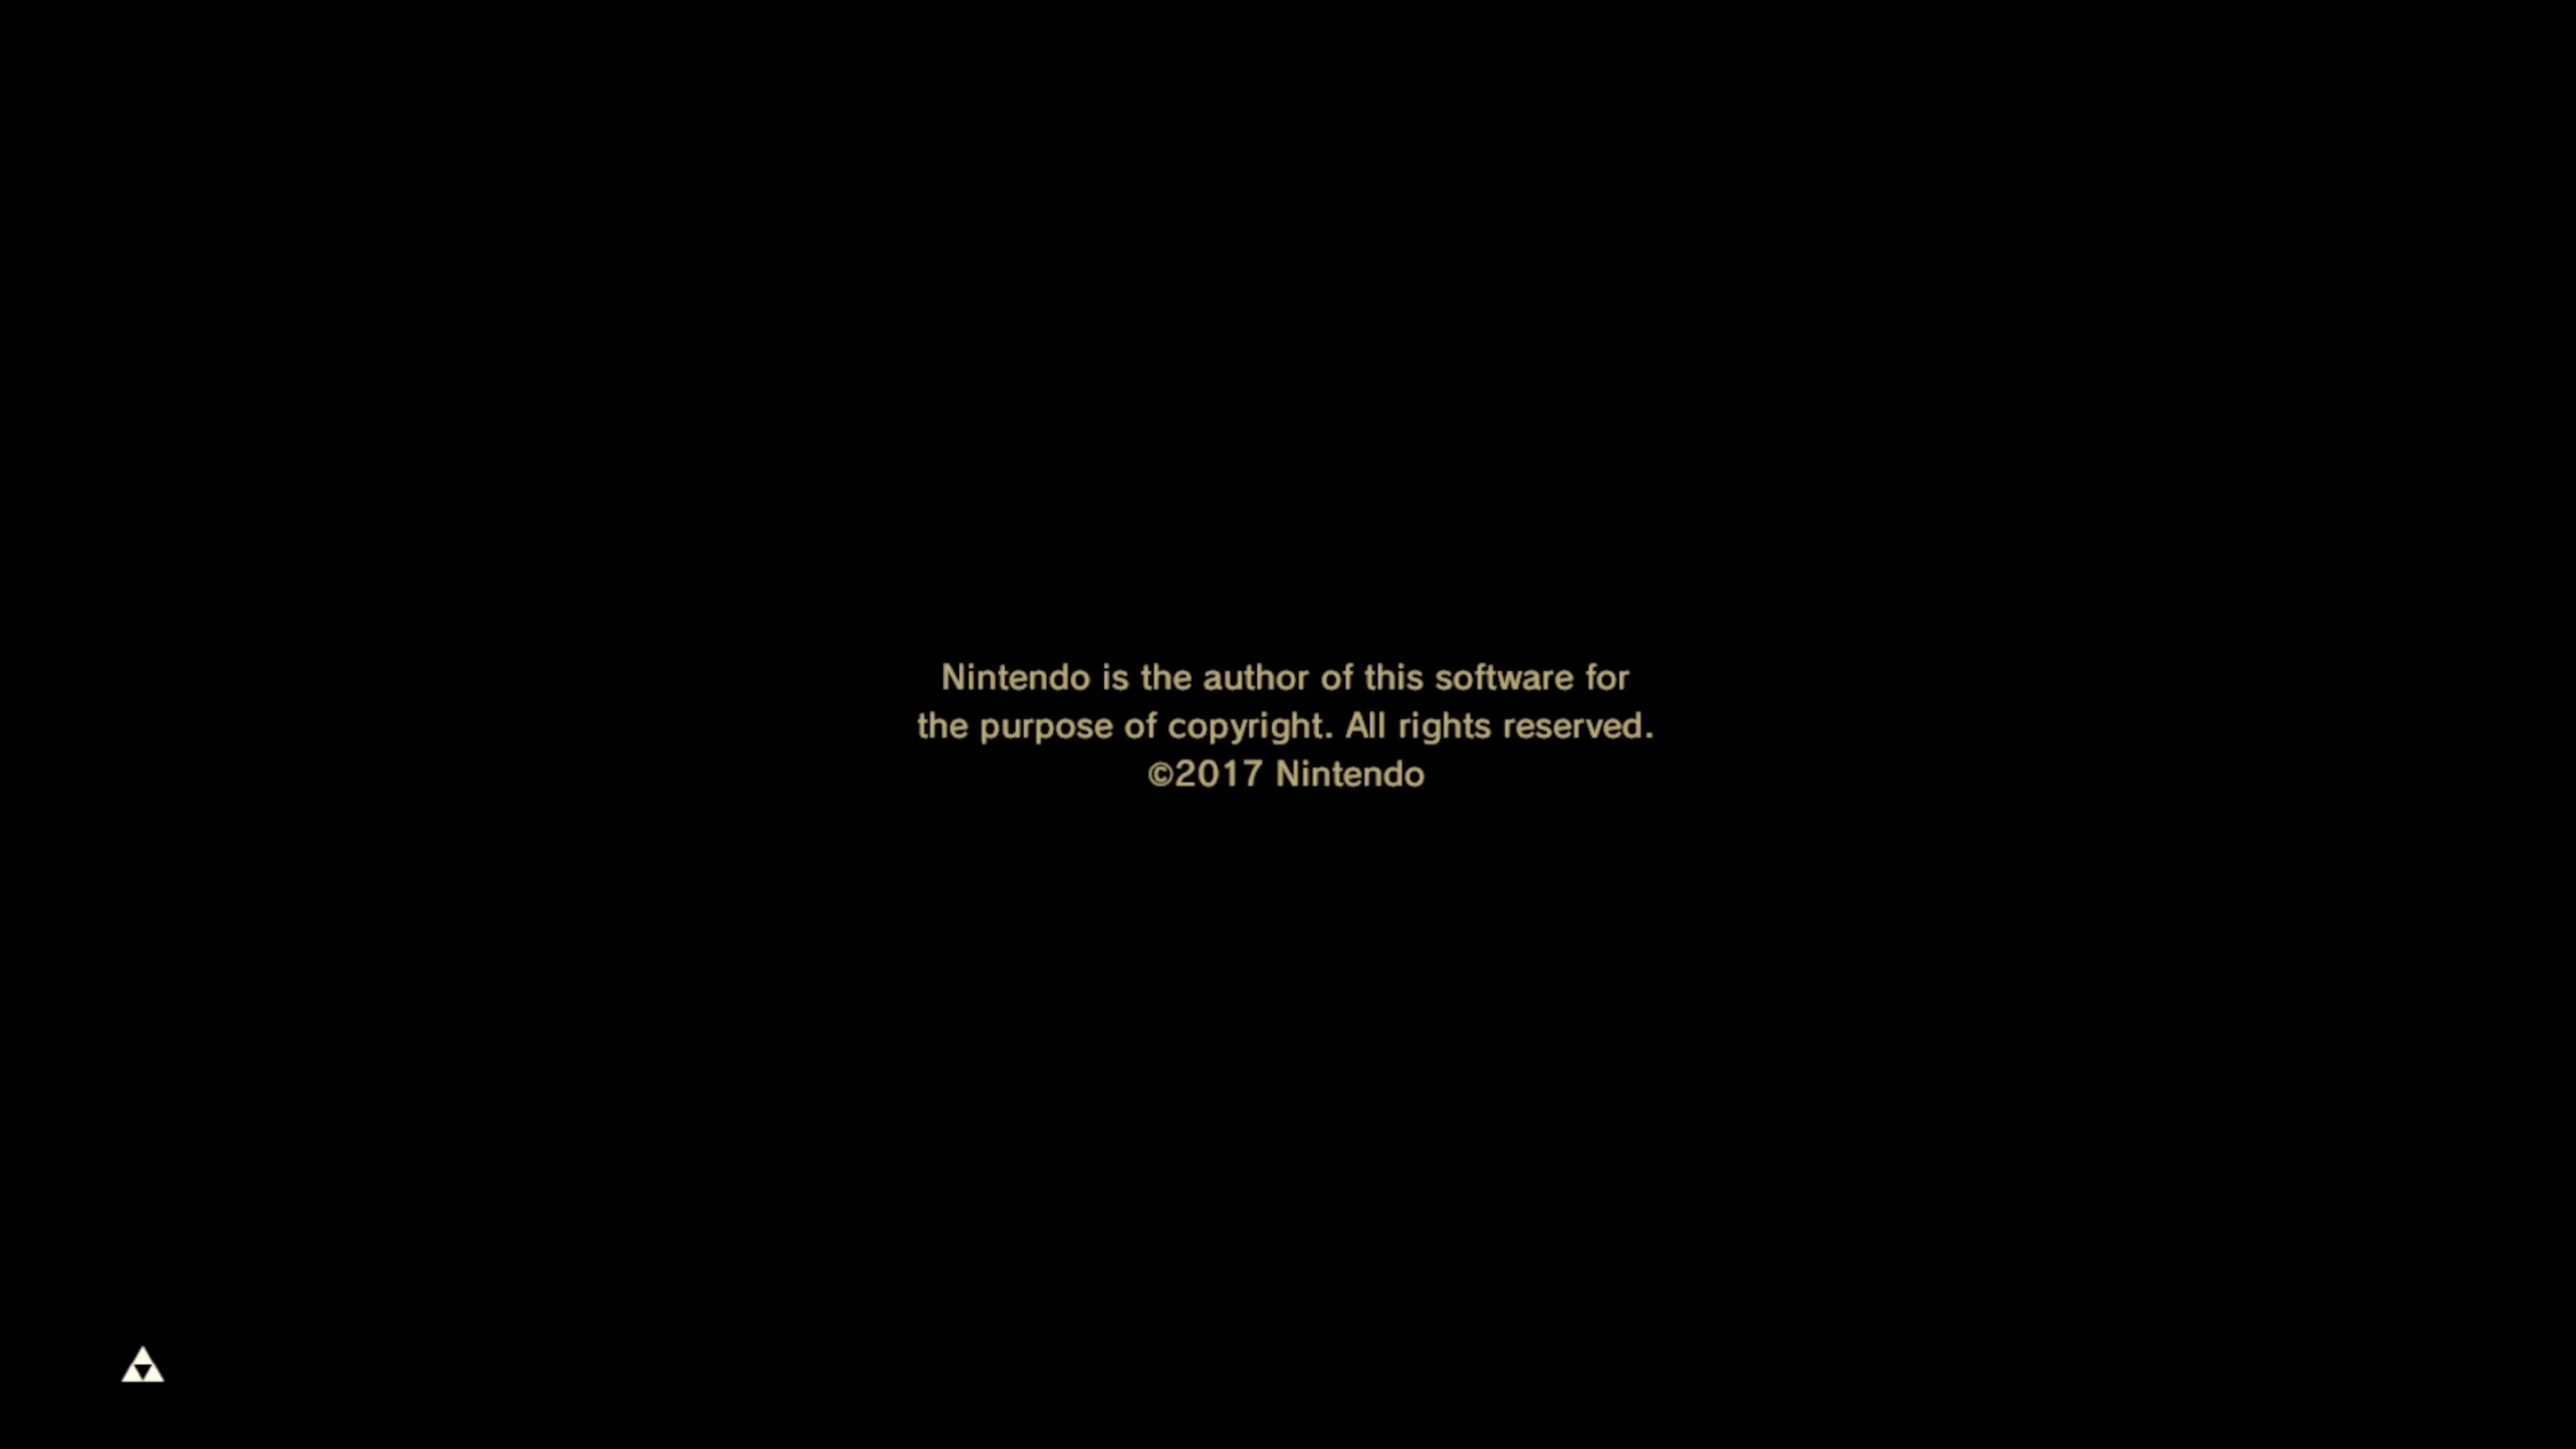 Nintendo is the author of this software for
the purpose of copyright. All rights reserved.
©2017 Nintendo